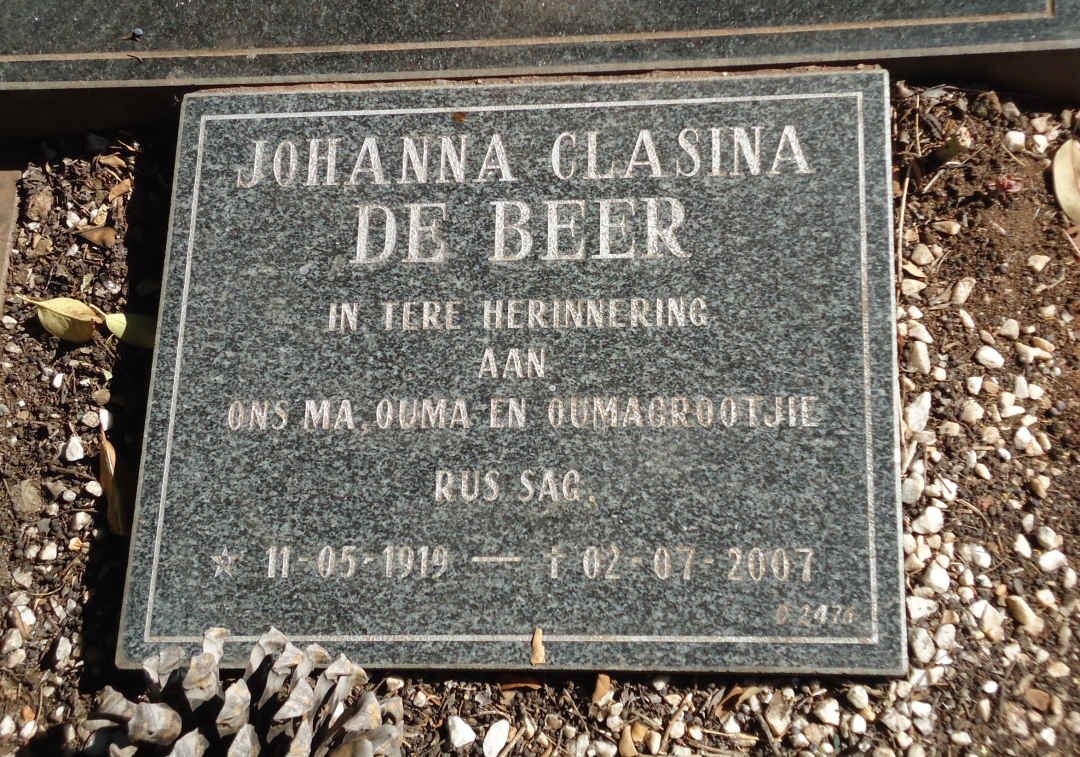 JOHANNA CLASINA
DE BEER
IN TERE HERINNERING
AAN
ONS MA, OUMA EN OUMAGROOTJIE
RUS SAG.
☆ 11-05-1919 — † 02-07-2007